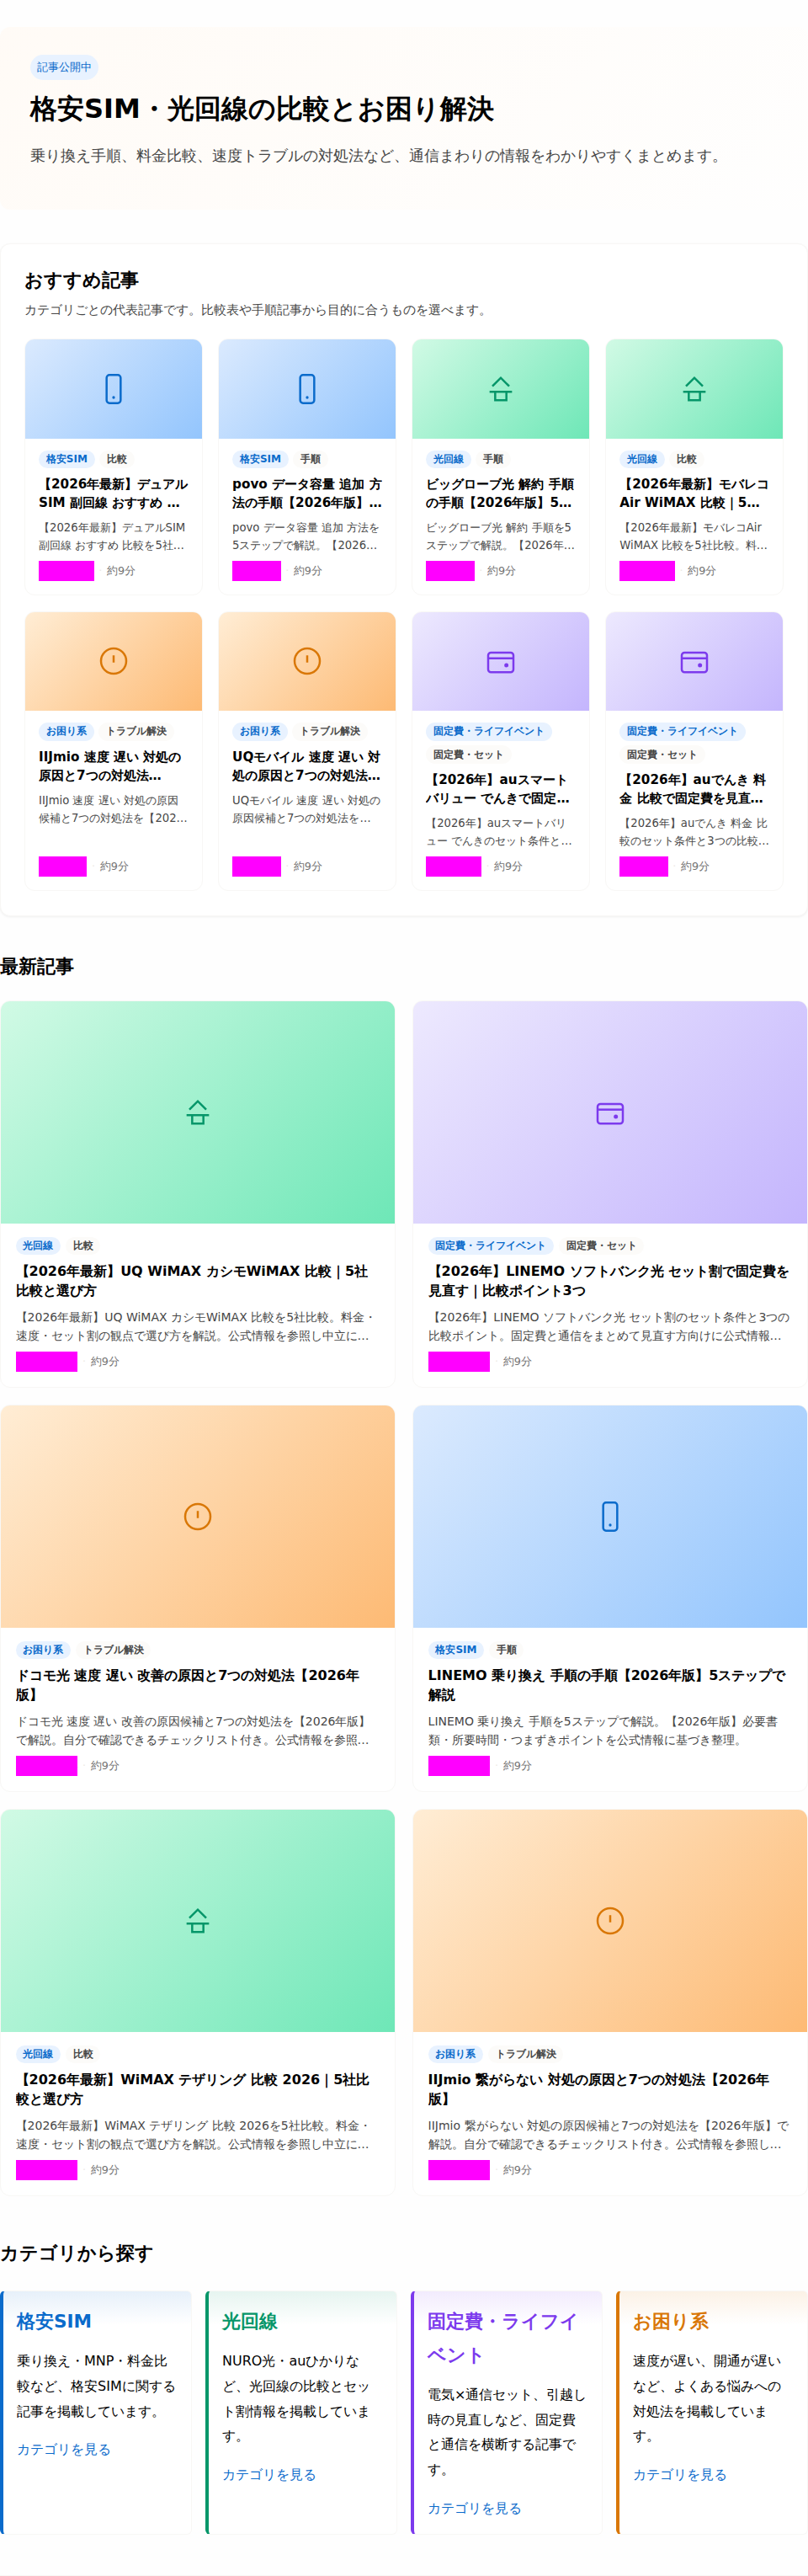 記事公開中
格安SIM・光回線の比較とお困り解決
乗り換え手順、料金比較、速度トラブルの対処法など、通信まわりの情報をわかりやすくまとめます。
おすすめ記事
カテゴリごとの代表記事です。比較表や手順記事から目的に合うものを選べます。
格安SIM 比較
【2026年最新】デュアル
SIM 副回線 おすすめ …
【2026年最新】デュアルSIM
副回線 おすすめ 比較を5社…
約9分
格安SIM 手順
povo データ容量 追加 方
法の手順【2026年版】…
povo データ容量 追加 方法を
5ステップで解説。【2026…
約9分
光回線 手順
ビッグローブ光 解約 手順
の手順【2026年版】5…
ビッグローブ光 解約 手順を5
ステップで解説。【2026年…
約9分
光回線 比較
【2026年最新】モバレコ
Air WiMAX 比較｜5…
【2026年最新】モバレコAir
WiMAX 比較を5社比較。料…
約9分
お困り系 トラブル解決
IIJmio 速度 遅い 対処の
原因と7つの対処法…
IIJmio 速度 遅い 対処の原因
候補と7つの対処法を【202…
約9分
お困り系 トラブル解決
UQモバイル 速度 遅い 対
処の原因と7つの対処法…
UQモバイル 速度 遅い 対処の
原因候補と7つの対処法を…
約9分
固定費・ライフイベント
固定費・セット
【2026年】auスマート
バリュー でんきで固定…
【2026年】auスマートバリ
ュー でんきのセット条件と…
約9分
固定費・ライフイベント
固定費・セット
【2026年】auでんき 料
金 比較で固定費を見直…
【2026年】auでんき 料金 比
較のセット条件と3つの比較…
約9分
最新記事
光回線 比較
【2026年最新】UQ WiMAX カシモWiMAX 比較｜5社
比較と選び方
【2026年最新】UQ WiMAX カシモWiMAX 比較を5社比較。料金・
速度・セット割の観点で選び方を解説。公式情報を参照し中立に…
約9分
固定費・ライフイベント 固定費・セット
【2026年】LINEMO ソフトバンク光 セット割で固定費を
見直す｜比較ポイント3つ
【2026年】LINEMO ソフトバンク光 セット割のセット条件と3つの
比較ポイント。固定費と通信をまとめて見直す方向けに公式情報…
約9分
お困り系 トラブル解決
ドコモ光 速度 遅い 改善の原因と7つの対処法【2026年
版】
ドコモ光 速度 遅い 改善の原因候補と7つの対処法を【2026年版】
で解説。自分で確認できるチェックリスト付き。公式情報を参照…
約9分
格安SIM 手順
LINEMO 乗り換え 手順の手順【2026年版】5ステップで
解説
LINEMO 乗り換え 手順を5ステップで解説。【2026年版】必要書
類・所要時間・つまずきポイントを公式情報に基づき整理。
約9分
光回線 比較
【2026年最新】WiMAX テザリング 比較 2026｜5社比
較と選び方
【2026年最新】WiMAX テザリング 比較 2026を5社比較。料金・
速度・セット割の観点で選び方を解説。公式情報を参照し中立に…
約9分
お困り系 トラブル解決
IIJmio 繋がらない 対処の原因と7つの対処法【2026年
版】
IIJmio 繋がらない 対処の原因候補と7つの対処法を【2026年版】で
解説。自分で確認できるチェックリスト付き。公式情報を参照し…
約9分
カテゴリから探す
格安SIM
乗り換え・MNP・料金比
較など、格安SIMに関する
記事を掲載しています。
カテゴリを見る
光回線
NURO光・auひかりな
ど、光回線の比較とセッ
ト割情報を掲載していま
す。
カテゴリを見る
固定費・ライフイ
ベント
電気×通信セット、引越し
時の見直しなど、固定費
と通信を横断する記事で
す。
カテゴリを見る
お困り系
速度が遅い、開通が遅い
など、よくある悩みへの
対処法を掲載していま
す。
カテゴリを見る